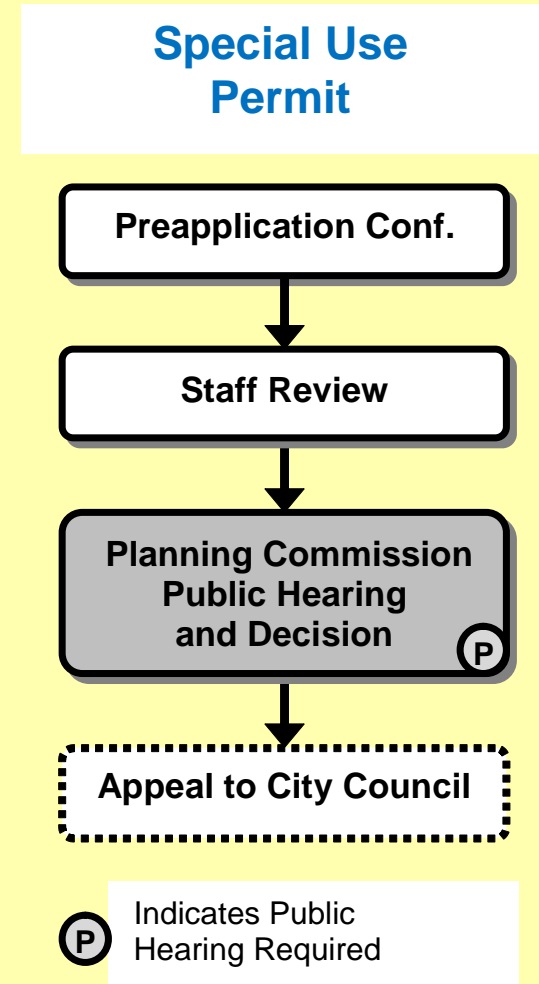 Special Use
Permit
Preapplication Conf.
Staff Review
Planning Commission
Public Hearing
and Decision
P
Appeal to City Council
P
Indicates Public
Hearing Required